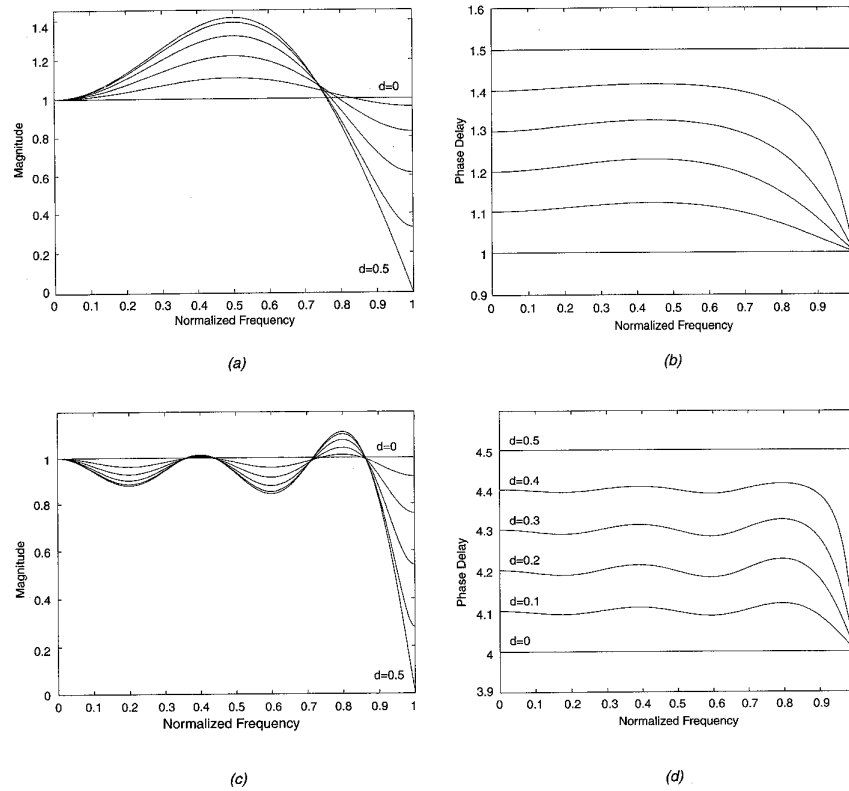 1.4
1.2
1
0.8
0.6
0.4
0.2
0
Magnitude
d=0
d=0.5
0 0.1 0.2 0.3 0.4 0.5 0.6 0.7 0.8 0.9 1
Normalized Frequency
(a)
1.6
1.5
1.4
1.3
1.2
1.1
1
0.9
Phase Delay
0 0.1 0.2 0.3 0.4 0.5 0.6 0.7 0.8 0.9
Normalized Frequency
(b)
1
0.8
0.6
0.4
0.2
0
Magnitude
d=0
d=0.5
0 0.1 0.2 0.3 0.4 0.5 0.6 0.7 0.8 0.9 1
Normalized Frequency
(c)
4.5
4.4
4.3
4.2
4.1
4
3.9
Phase Delay
d=0.5
d=0.4
d=0.3
d=0.2
d=0.1
d=0
0 0.1 0.2 0.3 0.4 0.5 0.6 0.7 0.8 0.9
Normalized Frequency
(d)